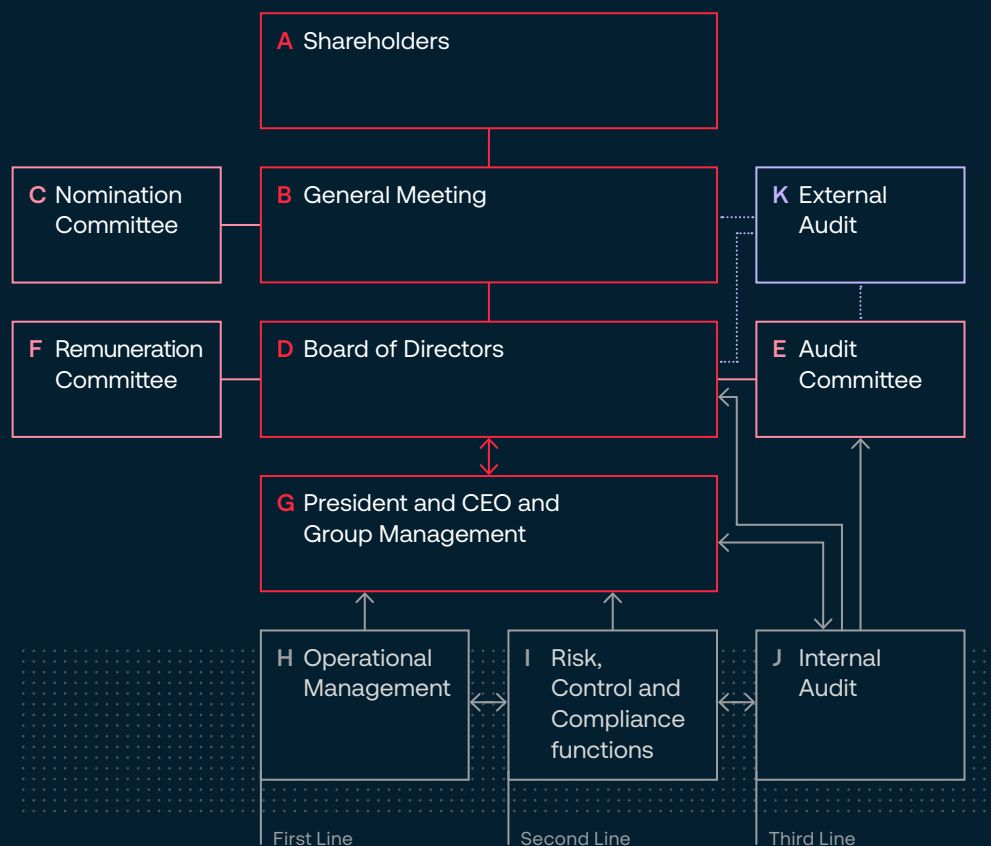 A Shareholders
C Nomination
Committee
B General Meeting
K External
Audit
F Remuneration
Committee
D Board of Directors
E Audit
Committee
G President and CEO and
Group Management
H Operational
Management
I Risk,
Control and
Compliance
functions
J Internal
Audit
First Line
Second Line
Third Line